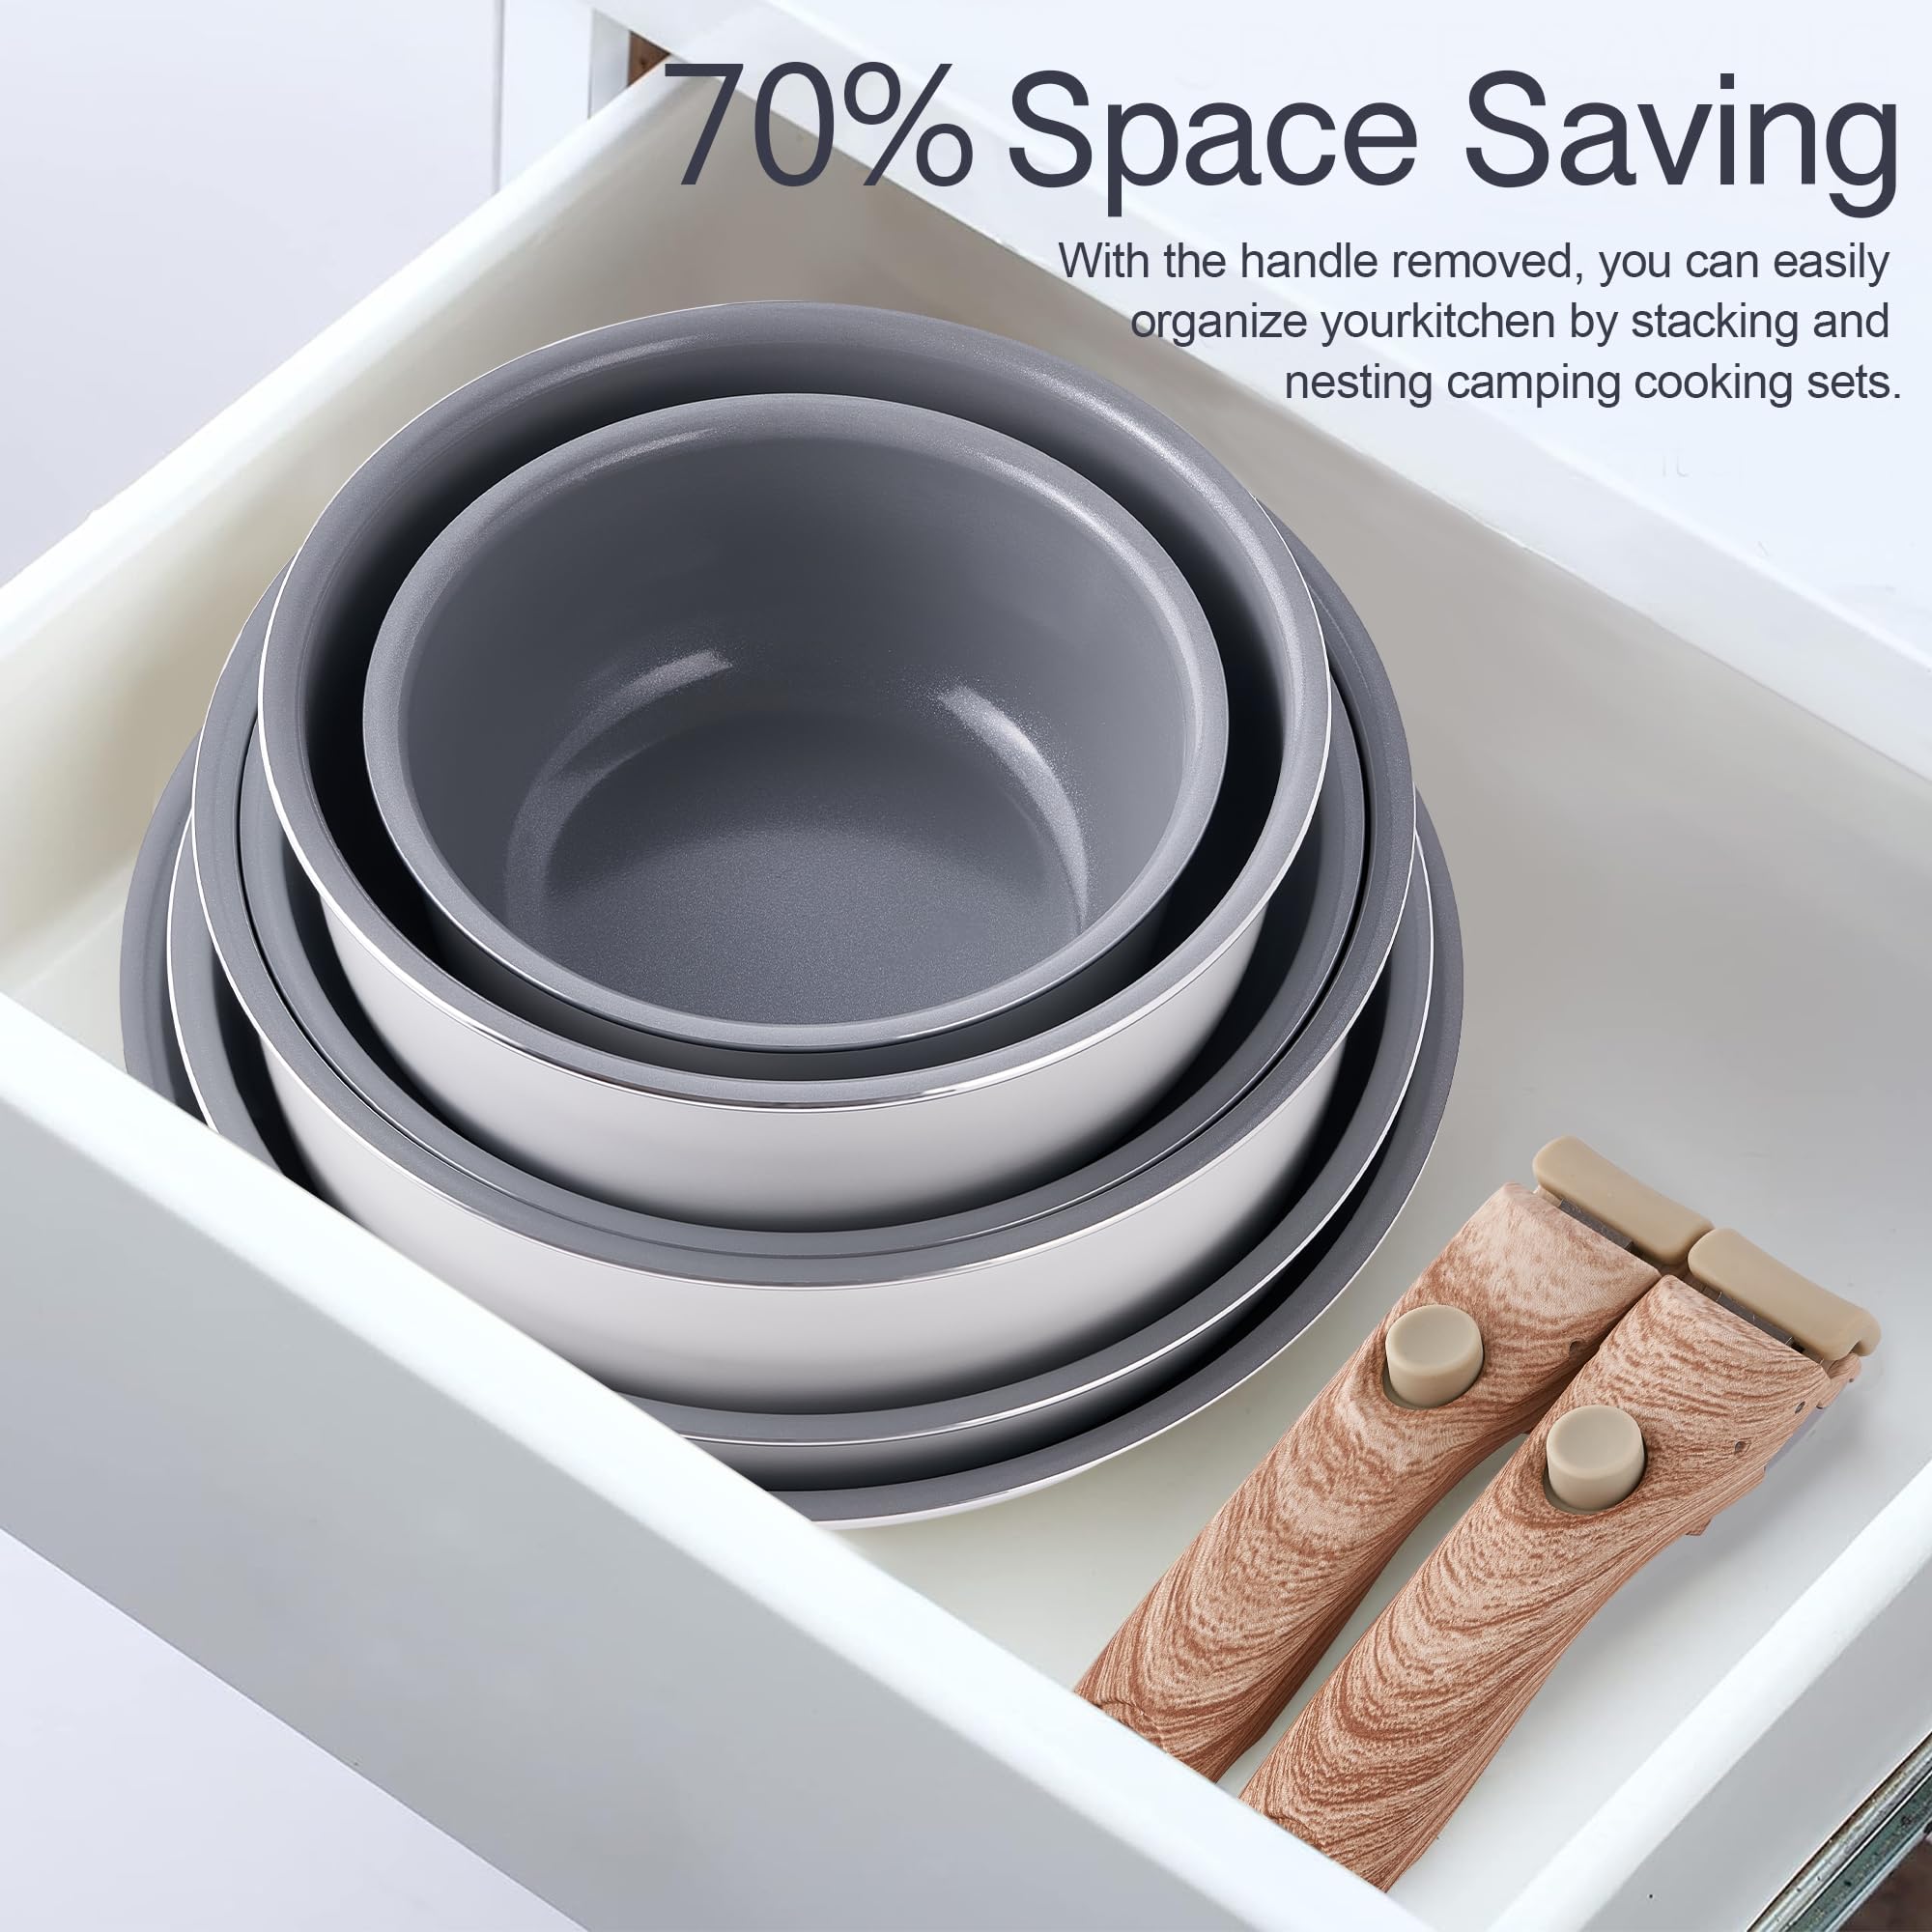 70% Space Saving
With the handle removed, you can easily
organize yourkitchen by stacking and
nesting camping cooking sets.